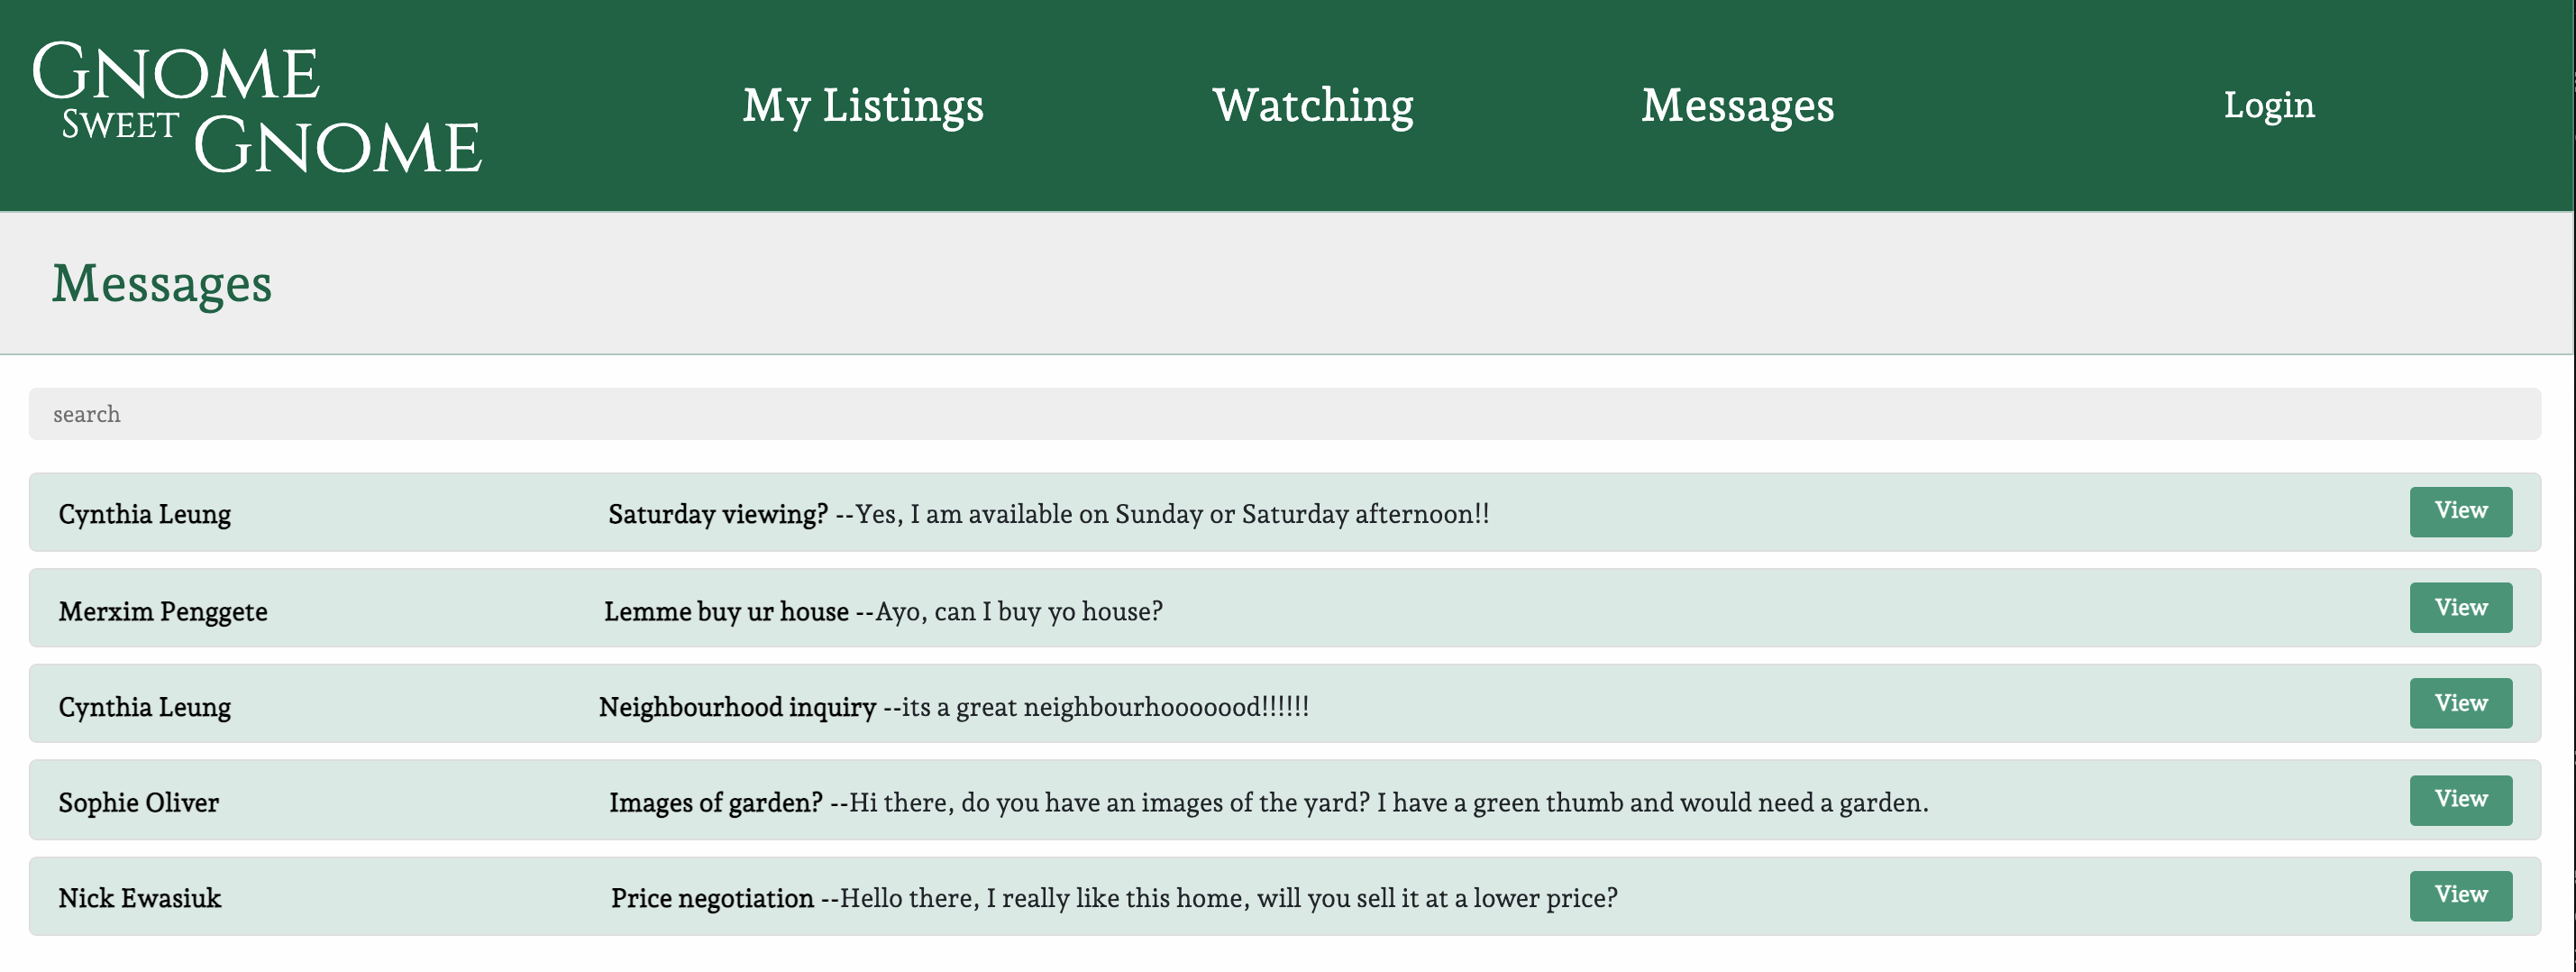 GNOME
SWEET GNOME
My Listings Watching Messages Login
Messages
search
Cynthia Leung Saturday viewing? --Yes, I am available on Sunday or Saturday afternoon!! View
Merxim Penggete Lemme buy ur house --Ayo, can I buy yo house? View
Cynthia Leung Neighbourhood inquiry --its a great neighbourhooooood!!!!!! View
Sophie Oliver Images of garden? --Hi there, do you have an images of the yard? I have a green thumb and would need a garden. View
Nick Ewasiuk Price negotiation --Hello there, I really like this home, will you sell it at a lower price? View